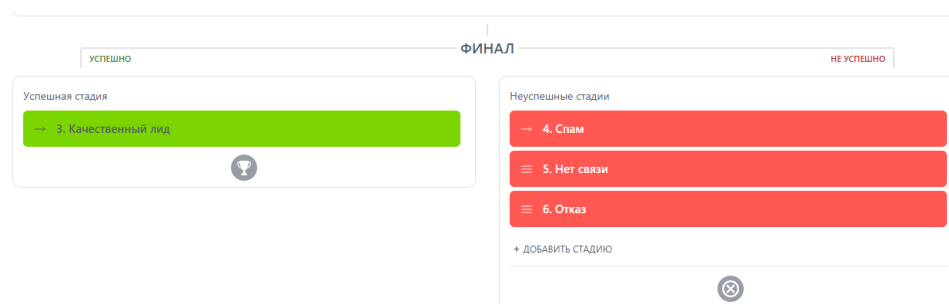 ФИНАЛ
УСПЕШНО
НЕ УСПЕШНО
Успешная стадия
→ 3. Качественный лид
Неуспешные стадии
→ 4. Спам
5. Нет связи
6. Отказ
+ ДОБАВИТЬ СТАДИЮ